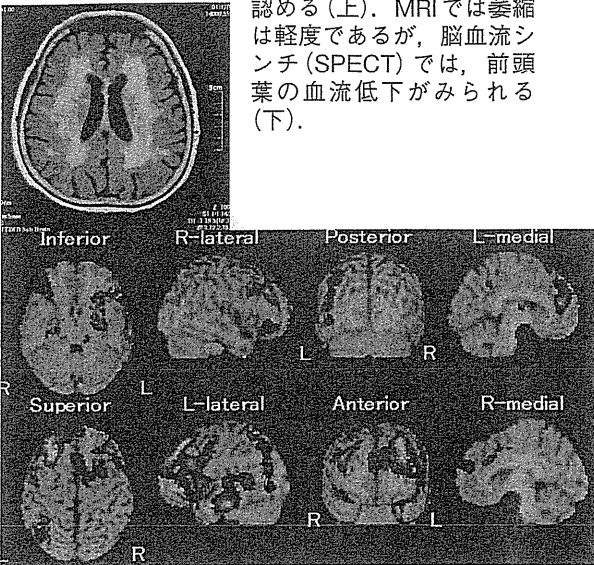 認める(上).MRIでは萎縮
は軽度であるが,脳血流シ
ンチ(SPECT)では,前頭
葉の血流低下がみられる
(下).
5cm
Inferior R-lateral Posterior L-medial
L R
R L
Superior L-lateral Anterior R-medial
R L
L R